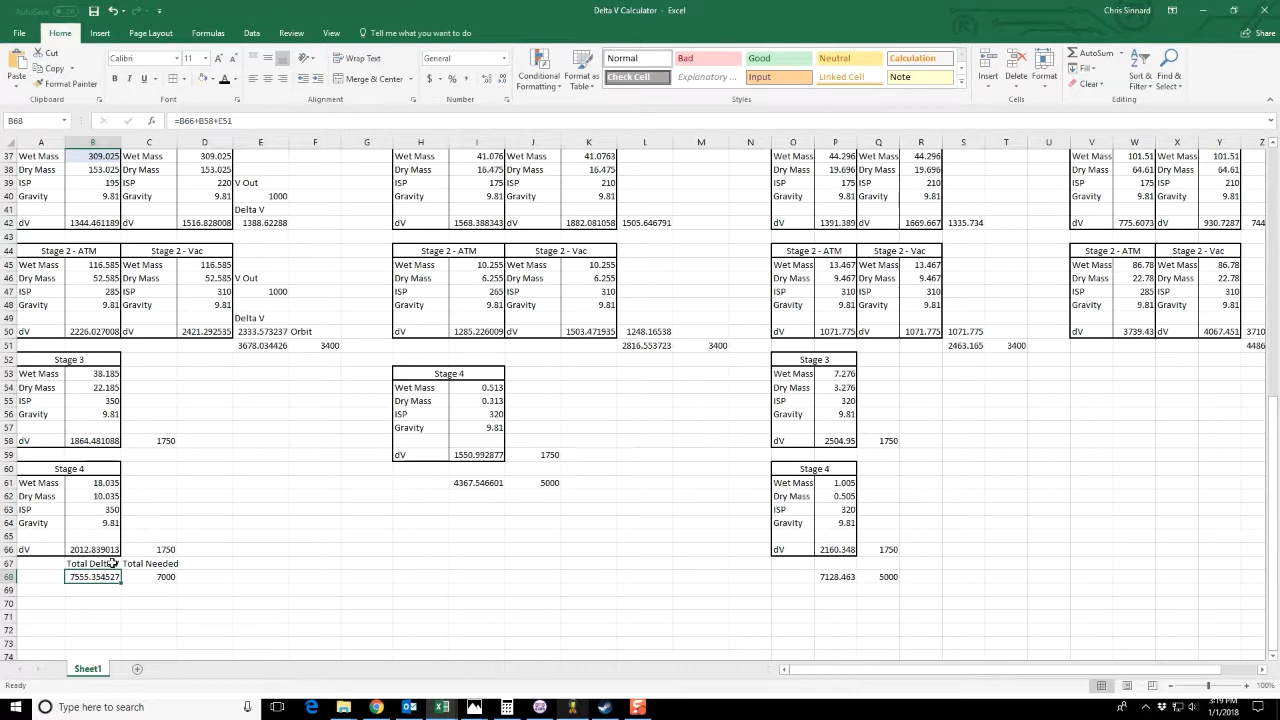 AutoSave Off Delta V Calculator - Excel Chris Sinnard
File Home Insert Page Layout Formulas Data Review View Tell me what you want to do Share
Paste Cut Copy Format Painter Clipboard
Calibri 11 Font
Wrap Text Merge & Center Alignment
General Number
Conditional Formatting Format as Table
Normal Bad Good Neutral Calculation
Check Cell Explanatory ... Input Linked Cell Note
Styles
Insert Delete Format Cells
AutoSum Fill Clear Sort & Filter Find & Select Editing
B68 =B66+B58+E51
A B C D E F G H I J K L M N O P Q R S T U V W X Y Z
37 Wet Mass 309.025 Wet Mass 309.025 Wet Mass 41.076 Wet Mass 41.0763 Wet Mass 44.296 Wet Mass 44.296 Wet Mass 101.51 Wet Mass 101.51
38 Dry Mass 153.025 Dry Mass 153.025 Dry Mass 16.475 Dry Mass 16.475 Dry Mass 19.696 Dry Mass 19.696 Dry Mass 64.61 Dry Mass 64.61
39 ISP 195 ISP 220 V Out ISP 175 ISP 210 ISP 175 ISP 210 ISP 175 ISP 210
40 Gravity 9.81 Gravity 9.81 1000 Gravity 9.81 Gravity 9.81 Gravity 9.81 Gravity 9.81 Gravity 9.81 Gravity 9.81
41 Delta V
42 dV 1344.461189 dV 1516.828008 1388.62288 dV 1568.388343 dV 1882.081058 1505.646791 dV 1391.389 dV 1669.667 1335.734 dV 775.6073 dV 930.7287 744
43
44 Stage 2 - ATM Stage 2 - Vac Stage 2 - ATM Stage 2 - Vac Stage 2 - ATM Stage 2 - Vac Stage 2 - ATM Stage 2 - Vac
45 Wet Mass 116.585 Wet Mass 116.585 Wet Mass 10.255 Wet Mass 10.255 Wet Mass 13.467 Wet Mass 13.467 Wet Mass 86.78 Wet Mass 86.78
46 Dry Mass 52.585 Dry Mass 52.585 V Out Dry Mass 6.255 Dry Mass 6.255 Dry Mass 9.467 Dry Mass 9.467 Dry Mass 22.78 Dry Mass 22.78
47 ISP 285 ISP 310 1000 ISP 265 ISP 310 ISP 310 ISP 310 ISP 285 ISP 310
48 Gravity 9.81 Gravity 9.81 Gravity 9.81 Gravity 9.81 Gravity 9.81 Gravity 9.81 Gravity 9.81 Gravity 9.81
49 Delta V
50 dV 2226.027008 dV 2421.292535 2333.573237 Orbit dV 1285.226009 dV 1503.471935 1248.16538 dV 1071.775 dV 1071.775 1071.775 dV 3739.43 dV 4067.451 3710
51 3678.034426 3400 2816.553723 3400 2463.165 3400 4486
52 Stage 3 Stage 3
53 Wet Mass 38.185 Stage 4 Wet Mass 7.276
54 Dry Mass 22.185 Wet Mass 0.513 Dry Mass 3.276
55 ISP 350 Dry Mass 0.313 ISP 320
56 Gravity 9.81 ISP 320 Gravity 9.81
57 Gravity 9.81
58 dV 1864.481088 1750 dV 2504.95 1750
59 dV 1550.992877 1750
60 Stage 4 Stage 4
61 Wet Mass 18.035 4367.546601 5000 Wet Mass 1.005
62 Dry Mass 10.035 Dry Mass 0.505
63 ISP 350 ISP 320
64 Gravity 9.81 Gravity 9.81
65
66 dV 2012.839013 1750 dV 2160.348 1750
67 Total Delta Total Needed
68 7555.354527 7000 7128.463 5000
69
70
71
72
73
74
Sheet1
Ready 100%
Type here to search 3:19 PM
1/1/2018